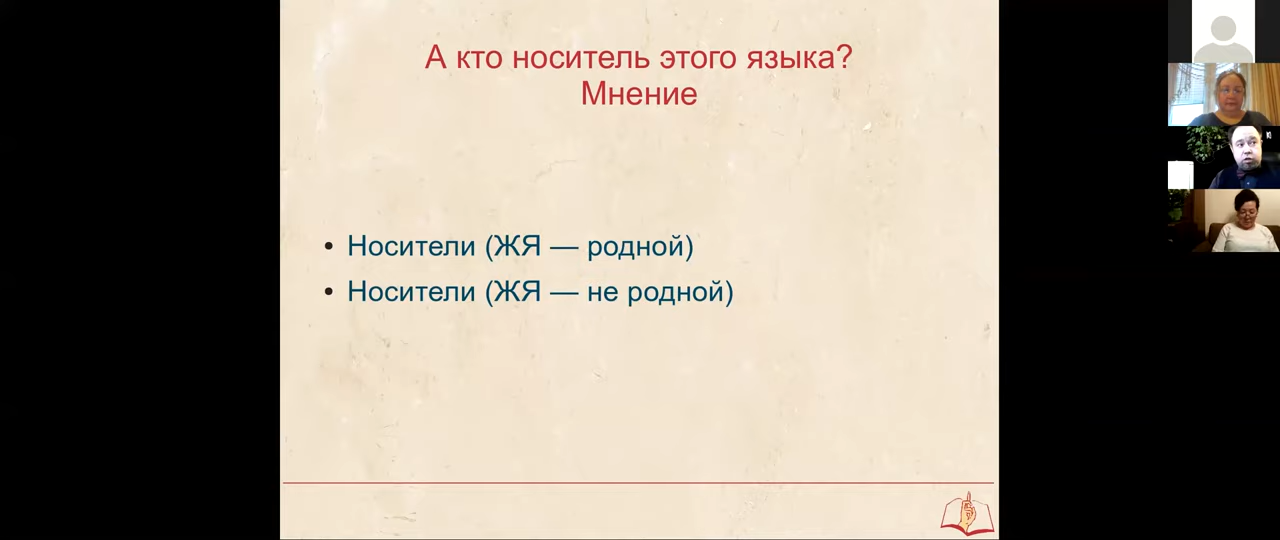 А кто носитель этого языка?
Мнение
• Носители (ЖЯ — родной)
• Носители (ЖЯ — не родной)